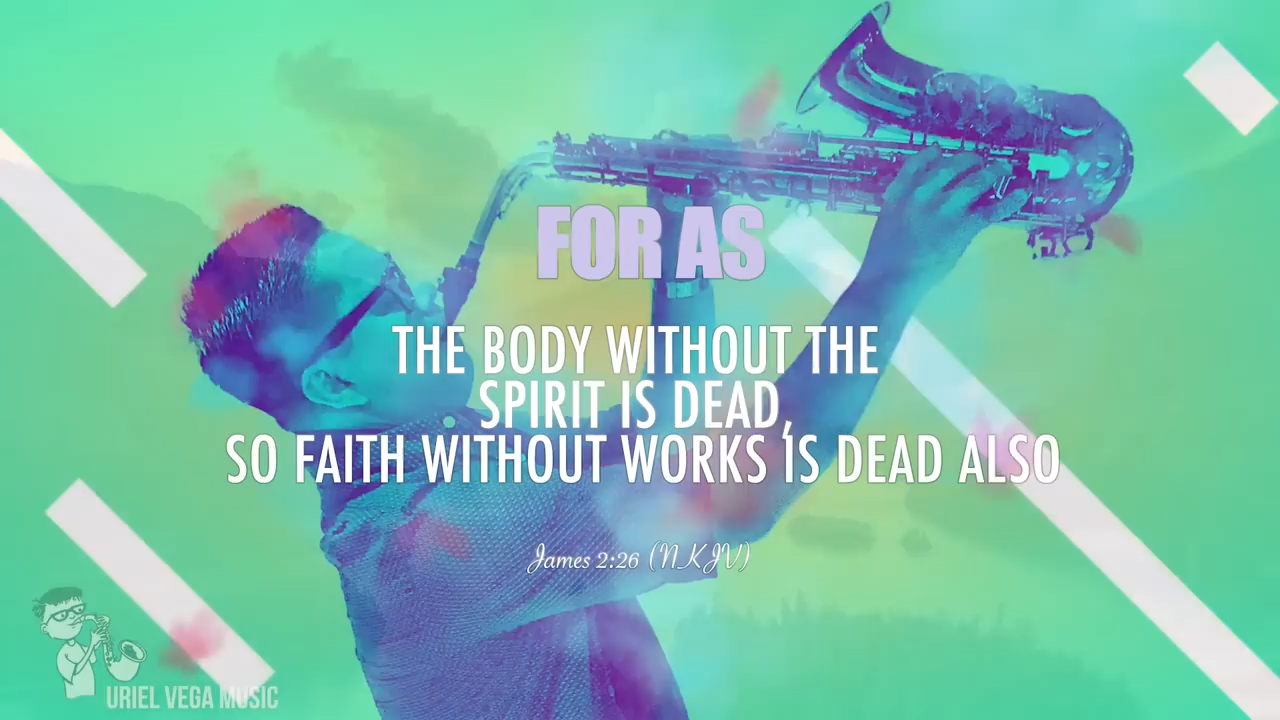 FOR AS
THE BODY WITHOUT THE
SPIRIT IS DEAD,
SO FAITH WITHOUT WORKS IS DEAD ALSO
James 2:26 (NKJV)
URIEL VEGA MUSIC